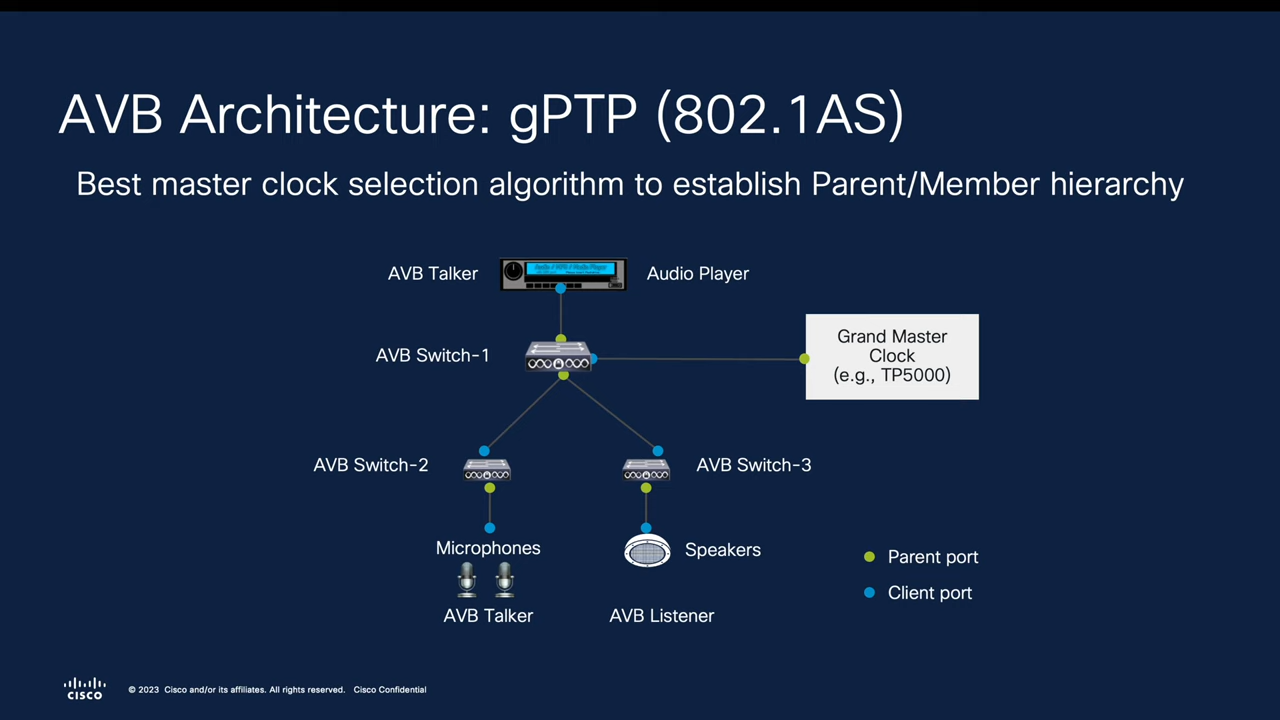 AVB Architecture: gPTP (802.1AS)
Best master clock selection algorithm to establish Parent/Member hierarchy
AVB Talker
Audio Player
AVB Switch-1
Grand Master
Clock
(e.g., TP5000)
AVB Switch-2
AVB Switch-3
Microphones
Speakers
AVB Talker
AVB Listener
Parent port
Client port
CISCO
© 2023 Cisco and/or its affiliates. All rights reserved. Cisco Confidential